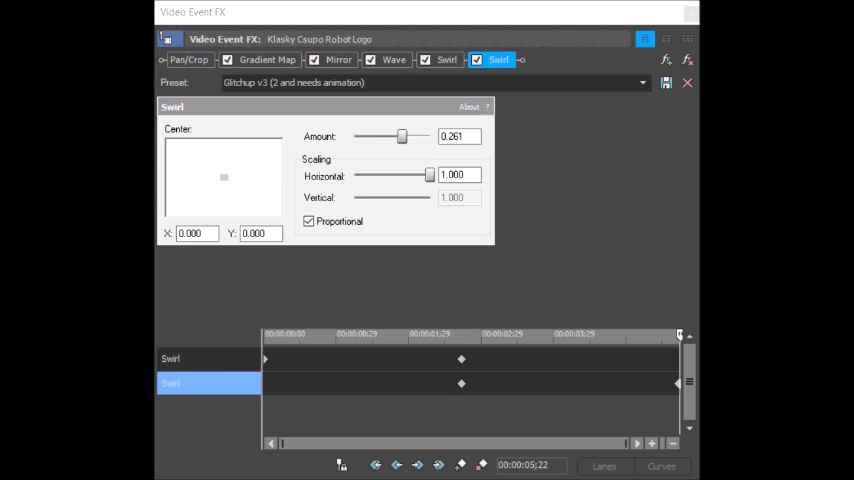 Video Event FX
Video Event FX: Klasky Csupo Robot Logo
Pan/Crop Gradient Map Mirror Wave Swirl Swirl
Preset: Glitchup v3 (2 and needs animation)
Swirl About ?
Center:
Amount: 0.261
Scaling
Horizontal: 1.000
Vertical: 1.000
Proportional
X: 0.000 Y: 0.000
00:00:00;00 00:00:00;29 00:00:01;29 00:00:02;29 00:00:03;29
Swirl
Swirl
00:00:05;22 Lanes Curves